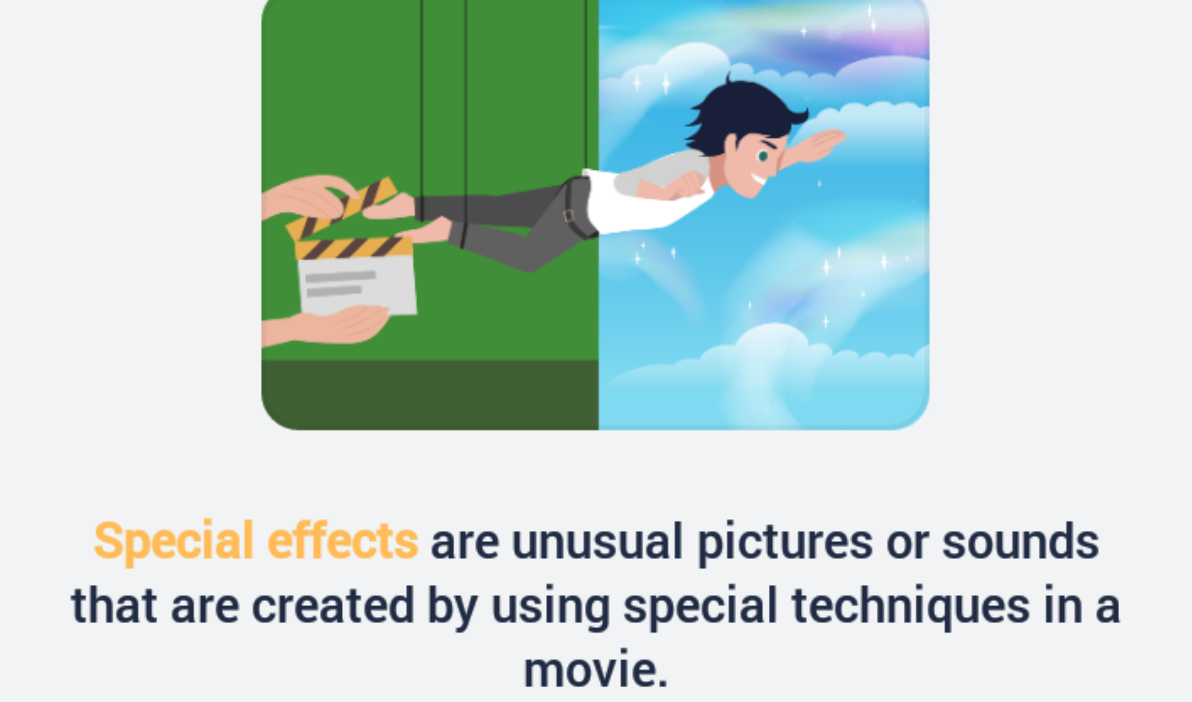 Special effects are unusual pictures or sounds
that are created by using special techniques in a
movie.